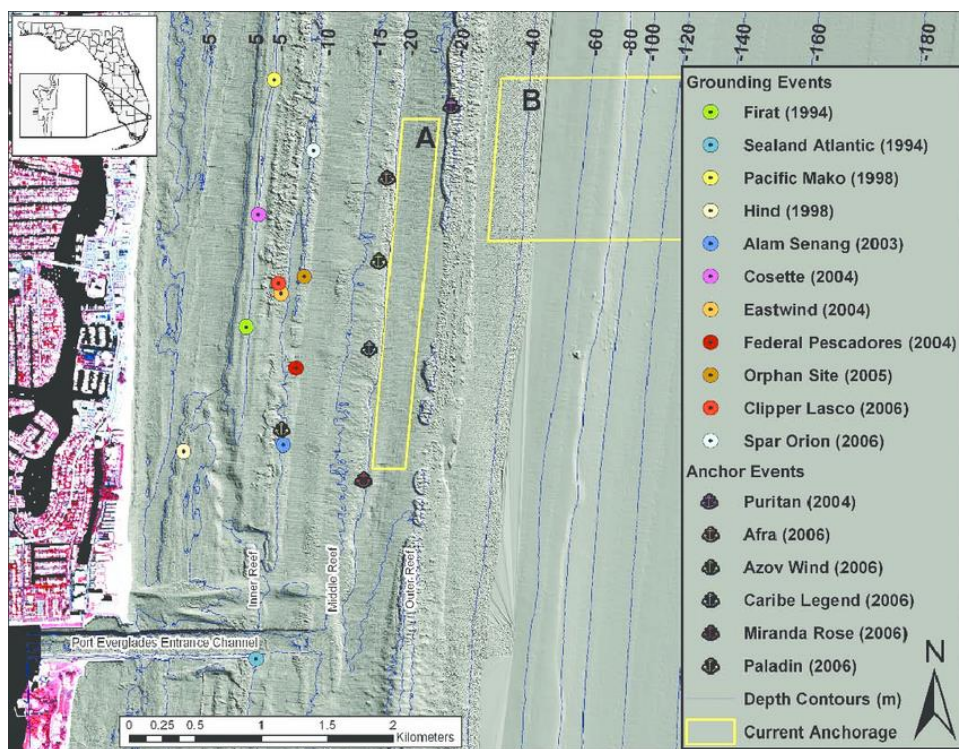 -5
-5
-5
-10
-15
-20
-20
-40
-60
-80
-100
-120
-140
-160
-180
A
B
Grounding Events
Firat (1994)
Sealand Atlantic (1994)
Pacific Mako (1998)
Hind (1998)
Alam Senang (2003)
Cosette (2004)
Eastwind (2004)
Federal Pescadores (2004)
Orphan Site (2005)
Clipper Lasco (2006)
Spar Orion (2006)
Anchor Events
Puritan (2004)
Afra (2006)
Azov Wind (2006)
Caribe Legend (2006)
Miranda Rose (2006)
Paladin (2006)
Depth Contours (m)
Current Anchorage
N
Inner Reef
Middle Reef
Outer Reef
Port Everglades Entrance Channel
0 0.25 0.5 1 1.5 2
Kilometers